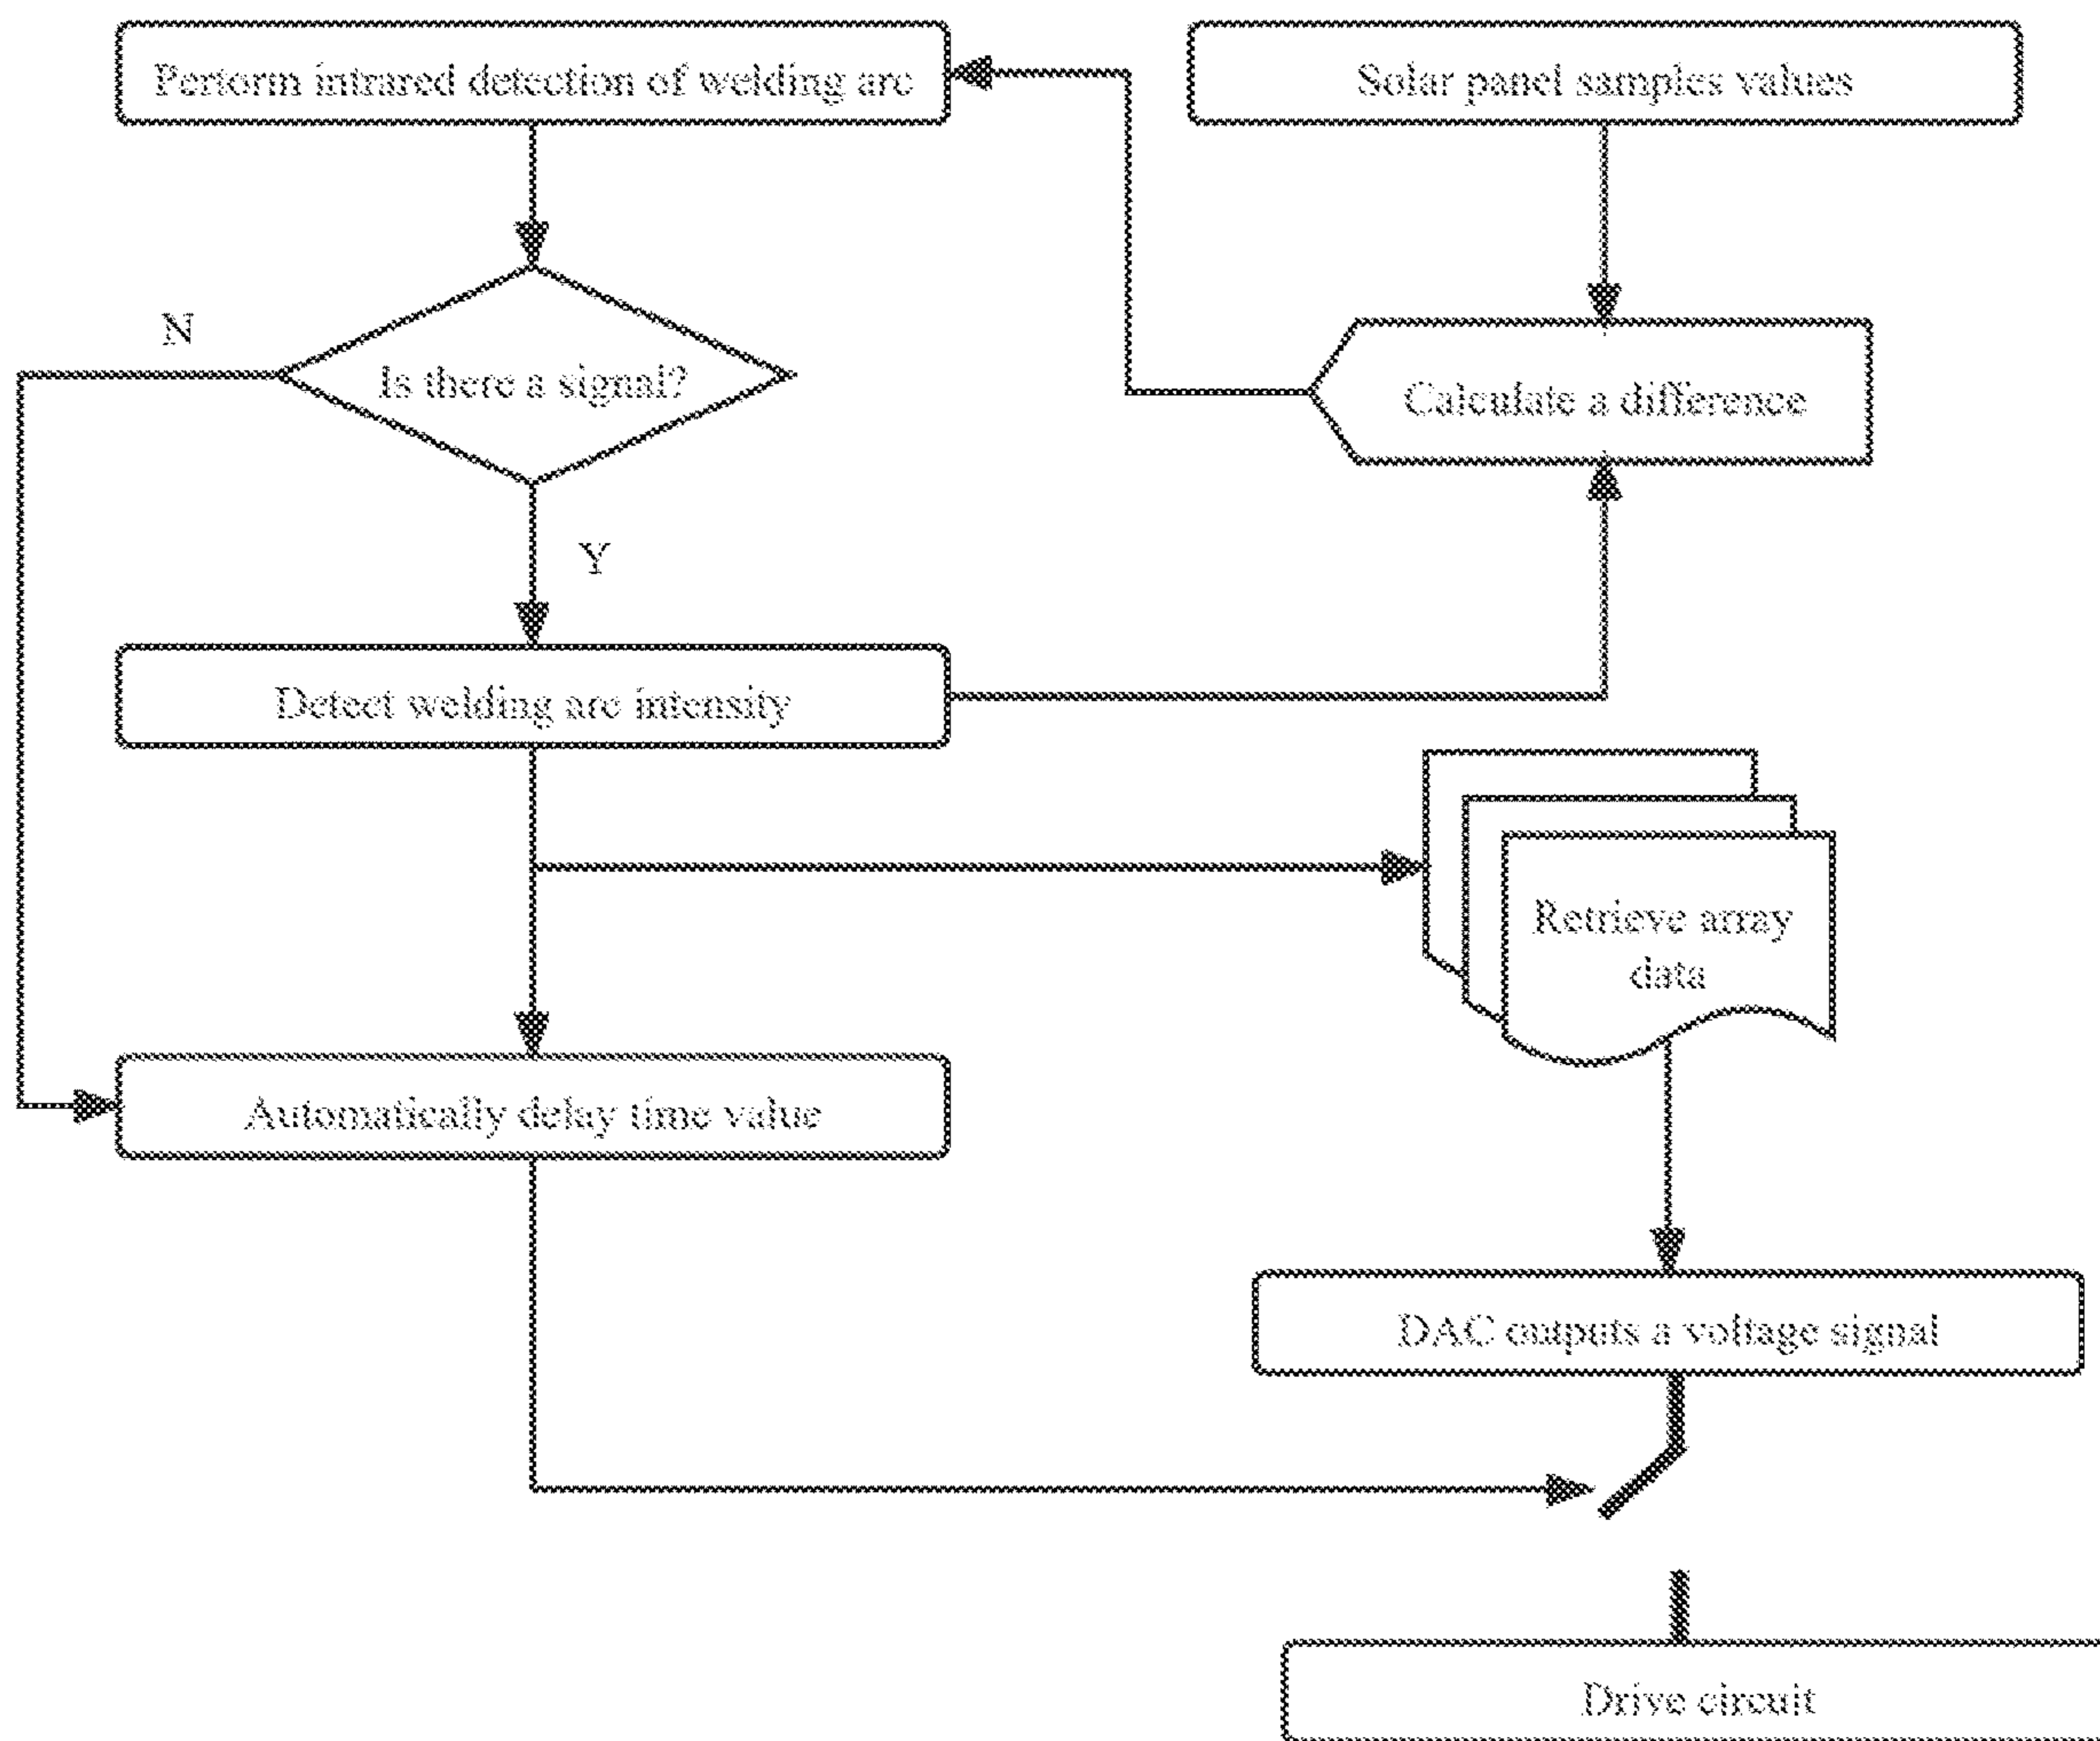 Perform infrared detection of welding arc
Solar panel samples values
N
Is there a signal?
Calculate a difference
Y
Detect welding arc intensity
Retrieve array
data
Automatically delay time value
DAC outputs a voltage signal
Drive circuit